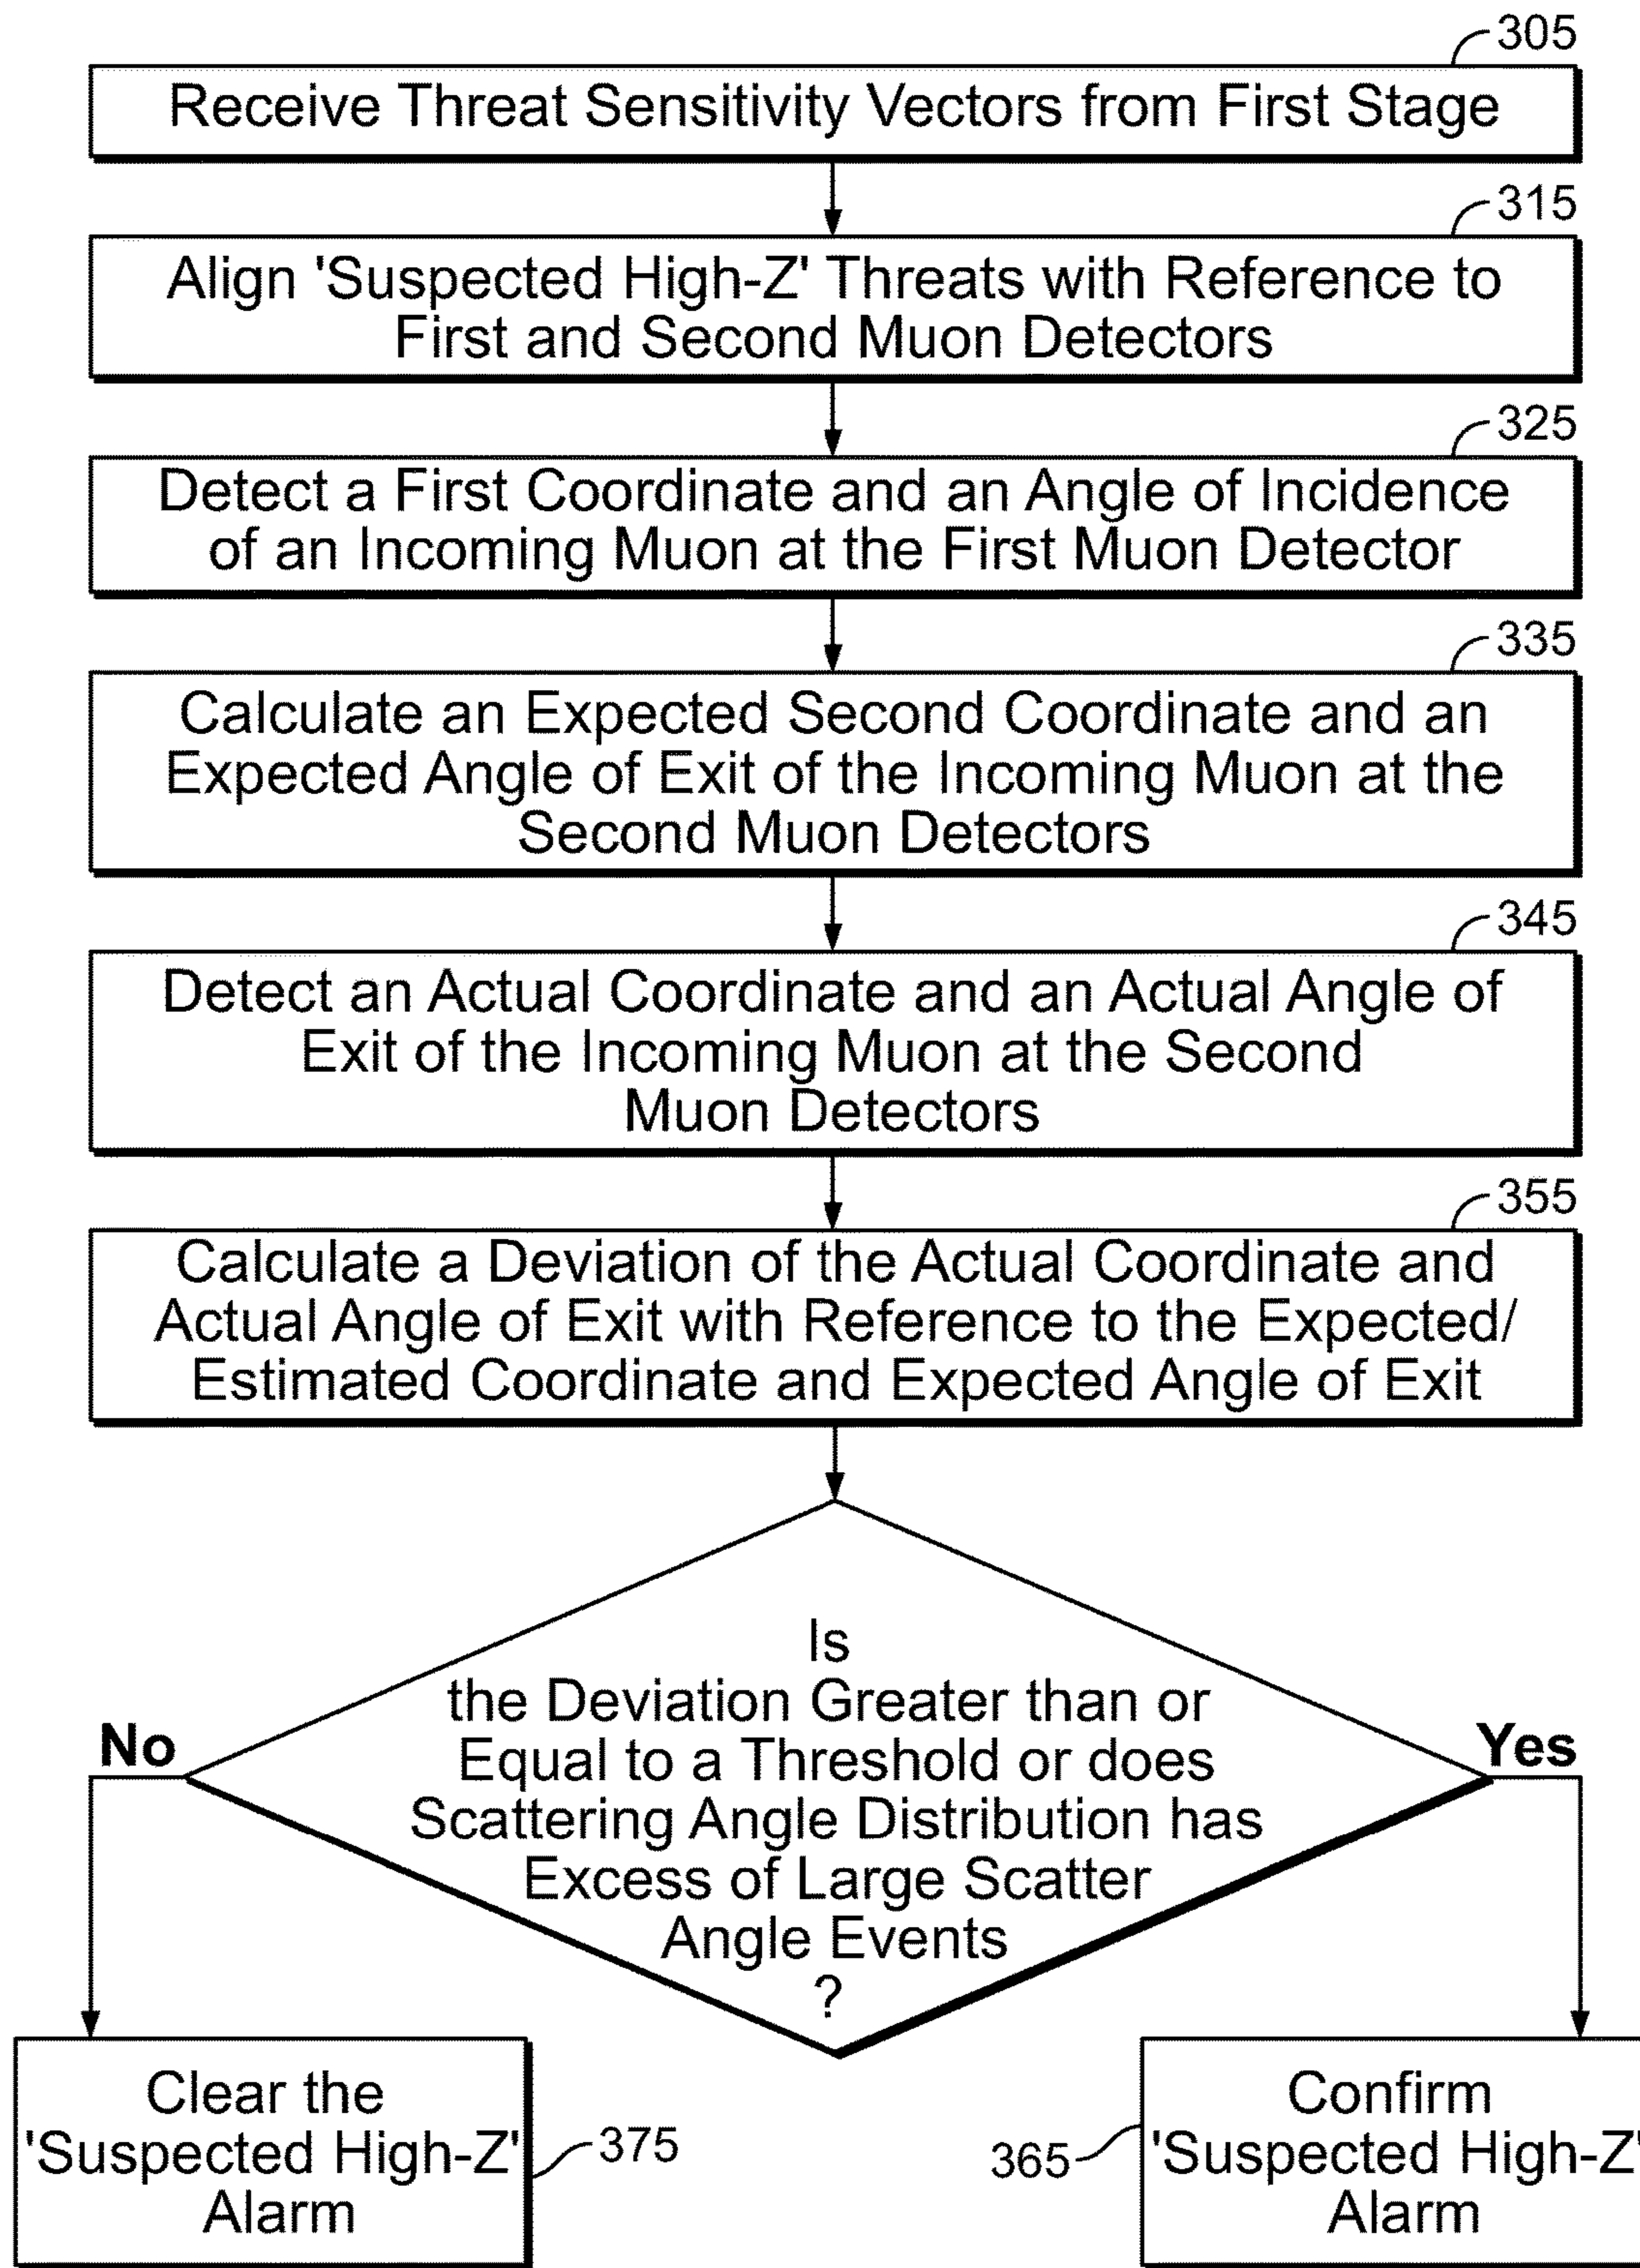 305
Receive Threat Sensitivity Vectors from First Stage
315
Align 'Suspected High-Z' Threats with Reference to
First and Second Muon Detectors
325
Detect a First Coordinate and an Angle of Incidence
of an Incoming Muon at the First Muon Detector
335
Calculate an Expected Second Coordinate and an
Expected Angle of Exit of the Incoming Muon at the
Second Muon Detectors
345
Detect an Actual Coordinate and an Actual Angle of
Exit of the Incoming Muon at the Second
Muon Detectors
355
Calculate a Deviation of the Actual Coordinate and
Actual Angle of Exit with Reference to the Expected/
Estimated Coordinate and Expected Angle of Exit
Is
the Deviation Greater than or
Equal to a Threshold or does
Scattering Angle Distribution has
Excess of Large Scatter
Angle Events
?
No
Yes
Clear the
'Suspected High-Z'
Alarm
375
365
Confirm
'Suspected High-Z'
Alarm